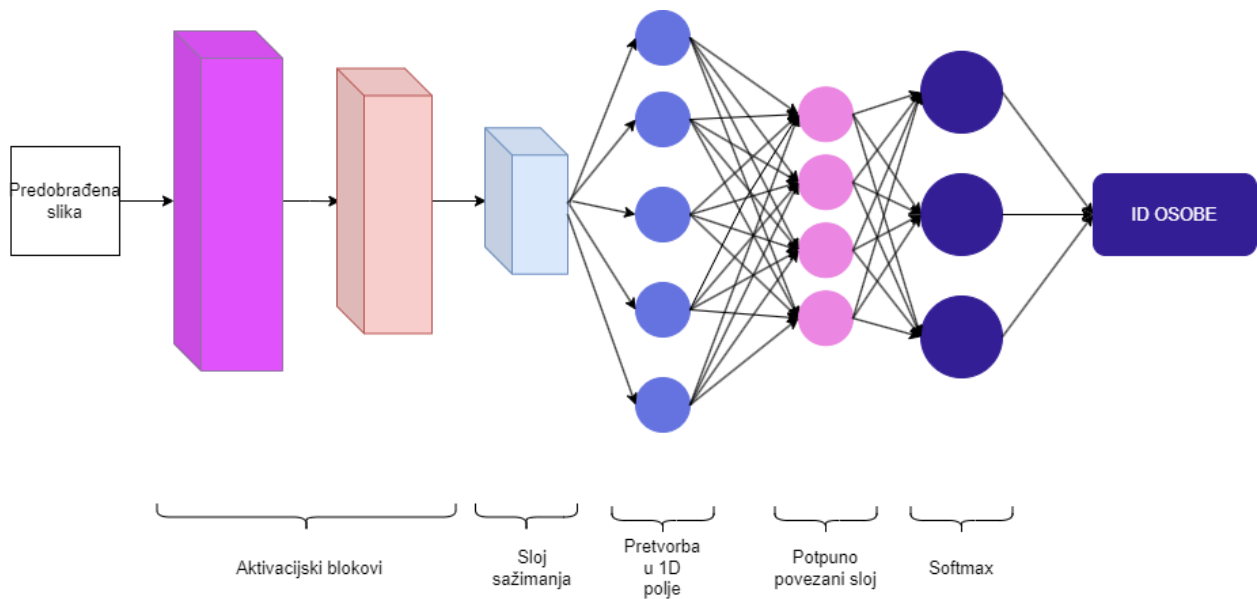 Predobrađena
slika
ID OSOBE
Aktivacijski blokovi
Sloj
sažimanja
Pretvorba
u 1D
polje
Potpuno
povezani sloj
Softmax